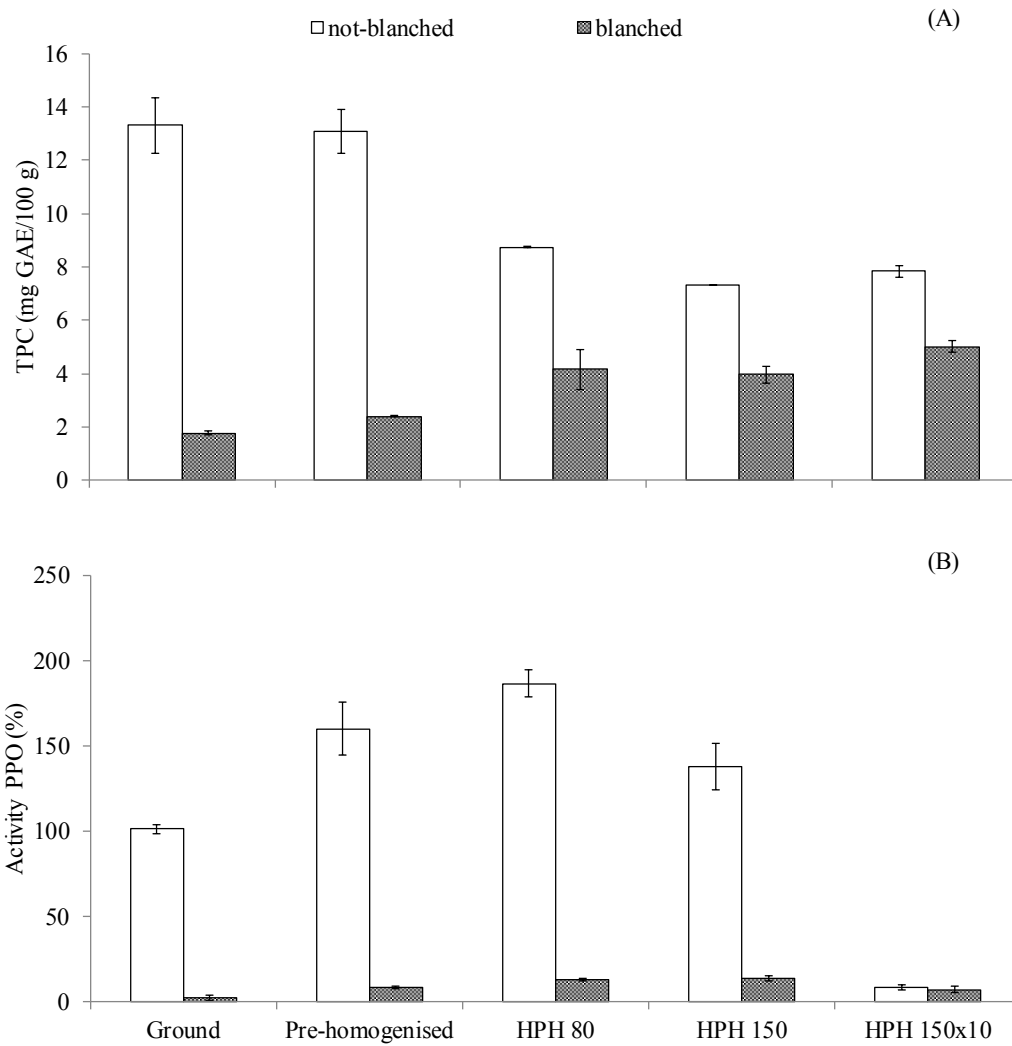 not-blanched
blanched
(A)
TPC (mg GAE/100 g)
16
14
12
10
8
6
4
2
0
(B)
Activity PPO (%)
250
200
150
100
50
0
Ground
Pre-homogenised
HPH 80
HPH 150
HPH 150x10